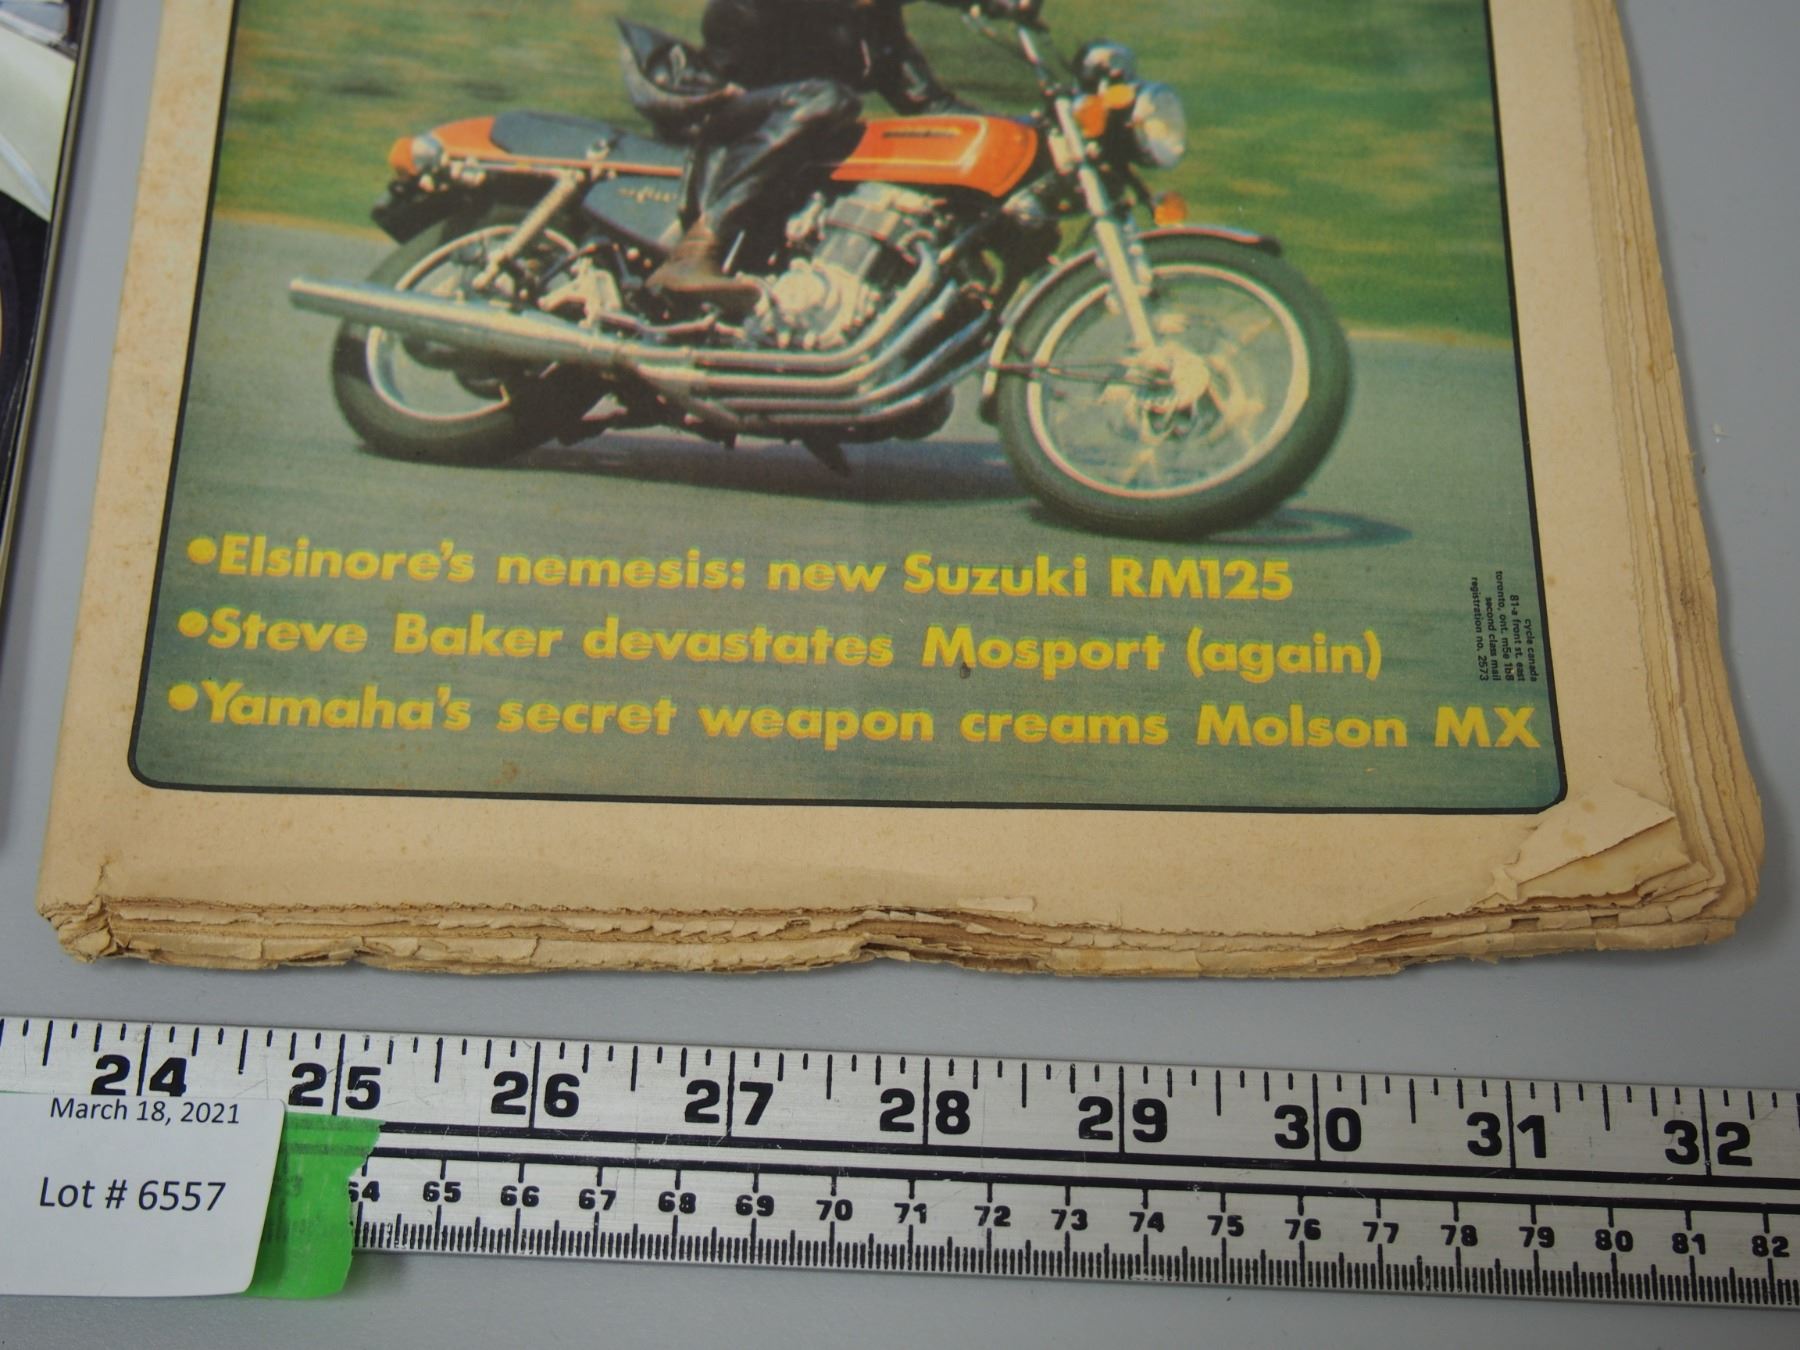 •Elsinore's nemesis: new Suzuki RM125
•Steve Baker devastates Mosport (again)
•Yamaha's secret weapon creams Molson MX
cycle canada
81-a front st. east
toronto, ont. m5e 1b8
second class mail
registration no. 2573
24 25 26 27 28 29 30 31 32
64 65 66 67 68 69 70 71 72 73 74 75 76 77 78 79 80 81 82
March 18, 2021
Lot # 6557